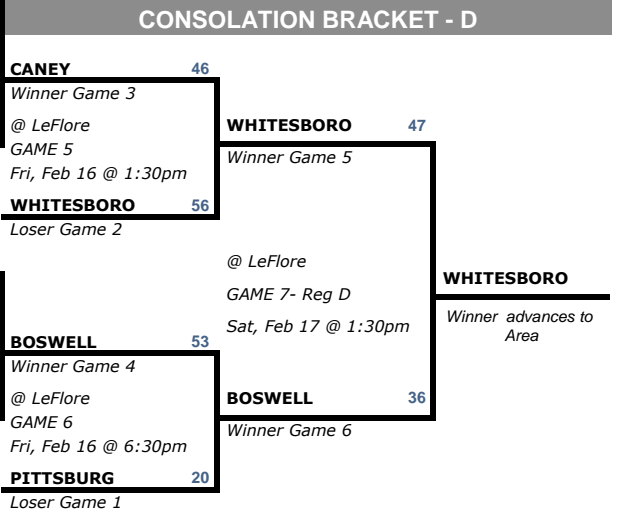 CONSOLATION BRACKET - D
CANEY 46
Winner Game 3
@ LeFlore
GAME 5
Fri, Feb 16 @ 1:30pm
WHITESBORO 56
Loser Game 2
WHITESBORO 47
Winner Game 5
@ LeFlore
GAME 7- Reg D
Sat, Feb 17 @ 1:30pm
WHITESBORO
Winner advances to
Area
BOSWELL 53
Winner Game 4
@ LeFlore
GAME 6
Fri, Feb 16 @ 6:30pm
PITTSBURG 20
Loser Game 1
BOSWELL 36
Winner Game 6